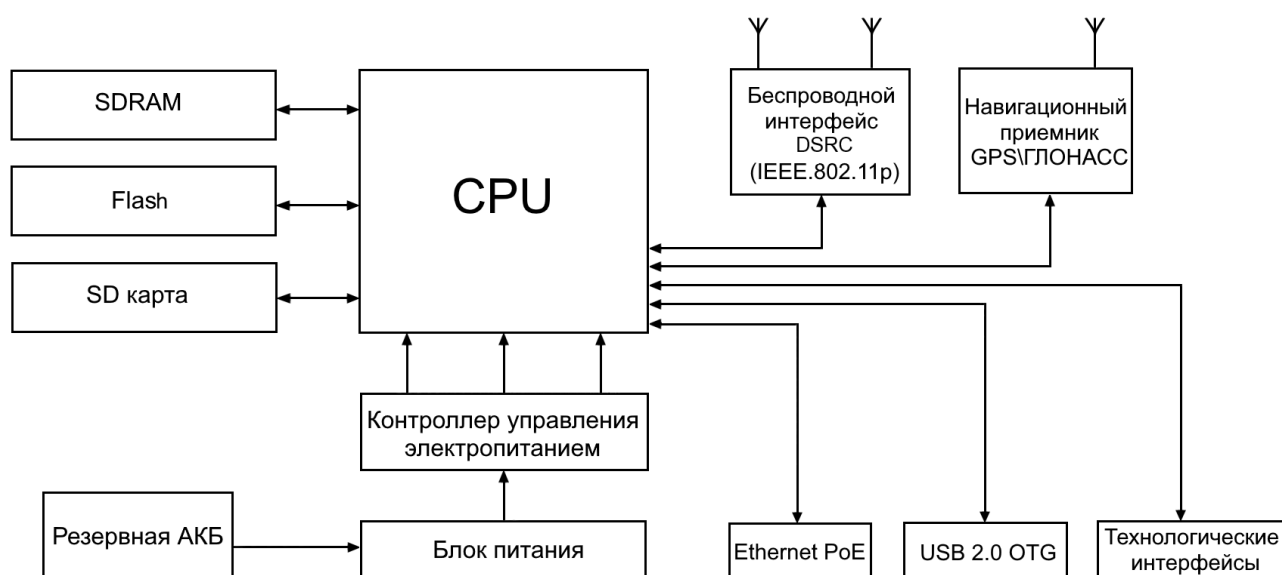 SDRAM
Flash
SD карта
CPU
Беспроводной
интерфейс
DSRC
(IEEE.802.11p)
Навигационный
приемник
GPS\ГЛОНАСС
Контроллер управления
электропитанием
Резервная АКБ
Блок питания
Ethernet PoE
USB 2.0 OTG
Технологические
интерфейсы